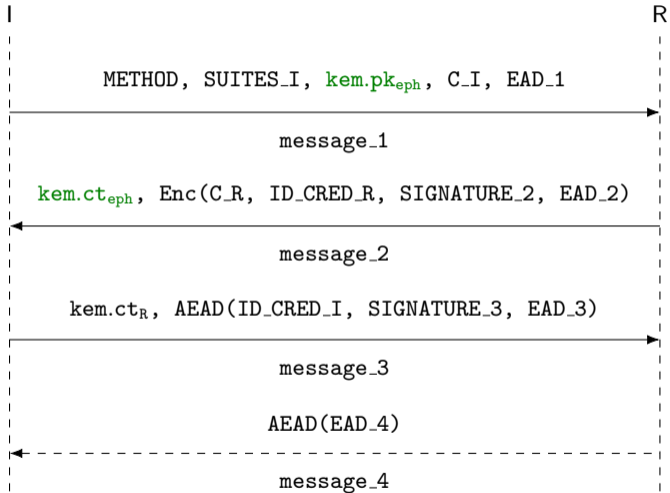 I R
METHOD, SUITES_I, kem.pk_eph, C_I, EAD_1
message_1
kem.ct_eph, Enc(C_R, ID_CRED_R, SIGNATURE_2, EAD_2)
message_2
kem.ct_R, AEAD(ID_CRED_I, SIGNATURE_3, EAD_3)
message_3
AEAD(EAD_4)
message_4